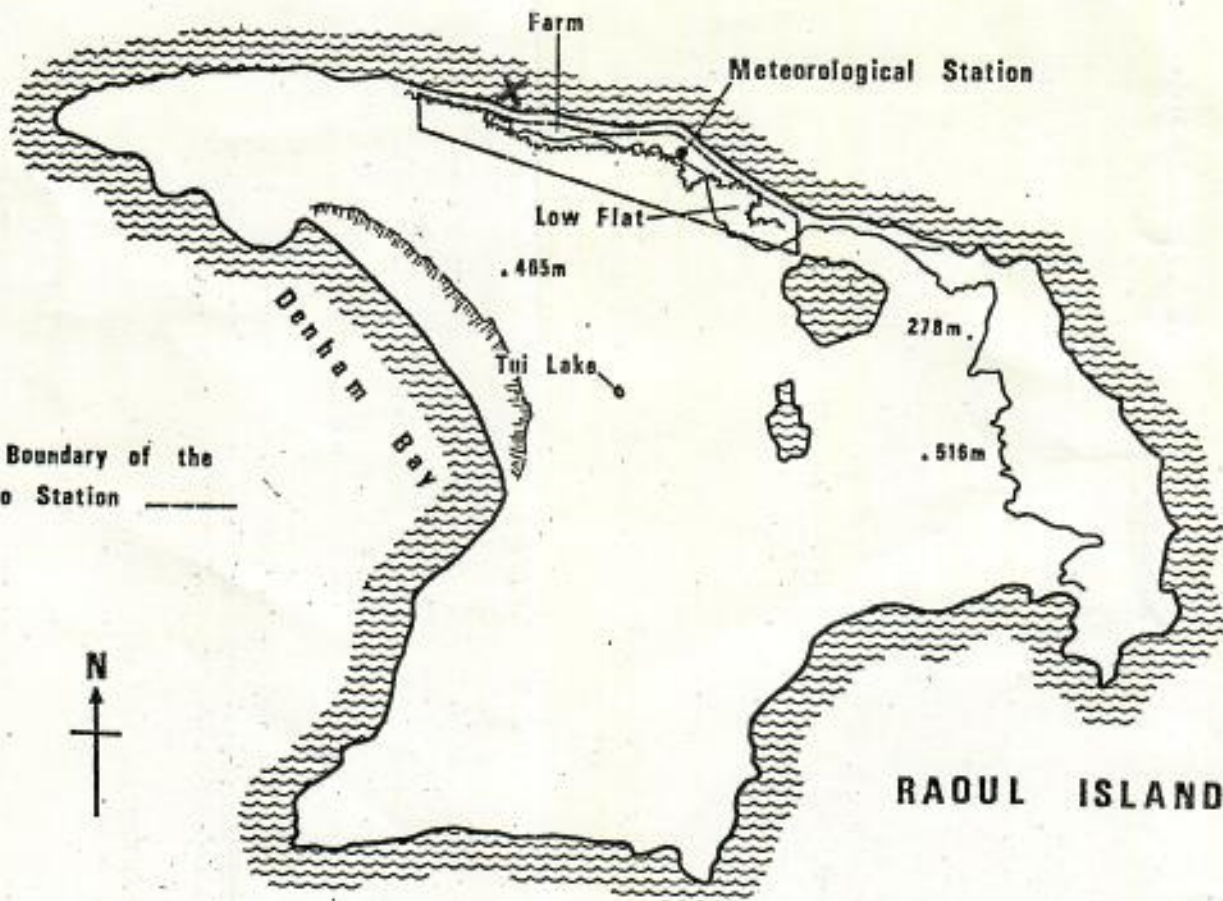 Farm
Meteorological Station
Low Flat
.465m
Denham Bay
278m.
Tui Lake
.516m
Boundary of the
o Station
N
RAOUL ISLAND